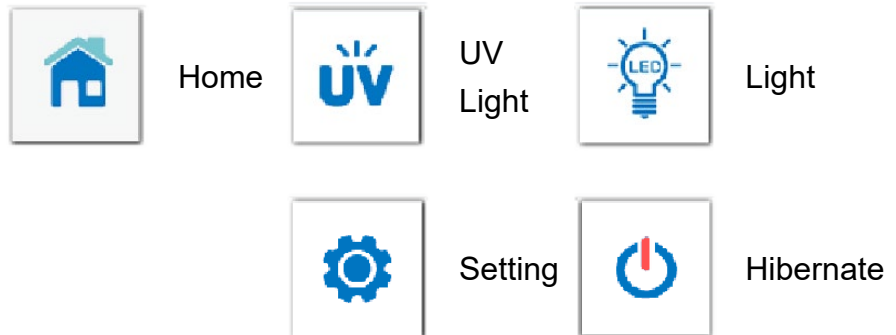 Home
UV
UV
Light
LED
Light
Setting
Hibernate